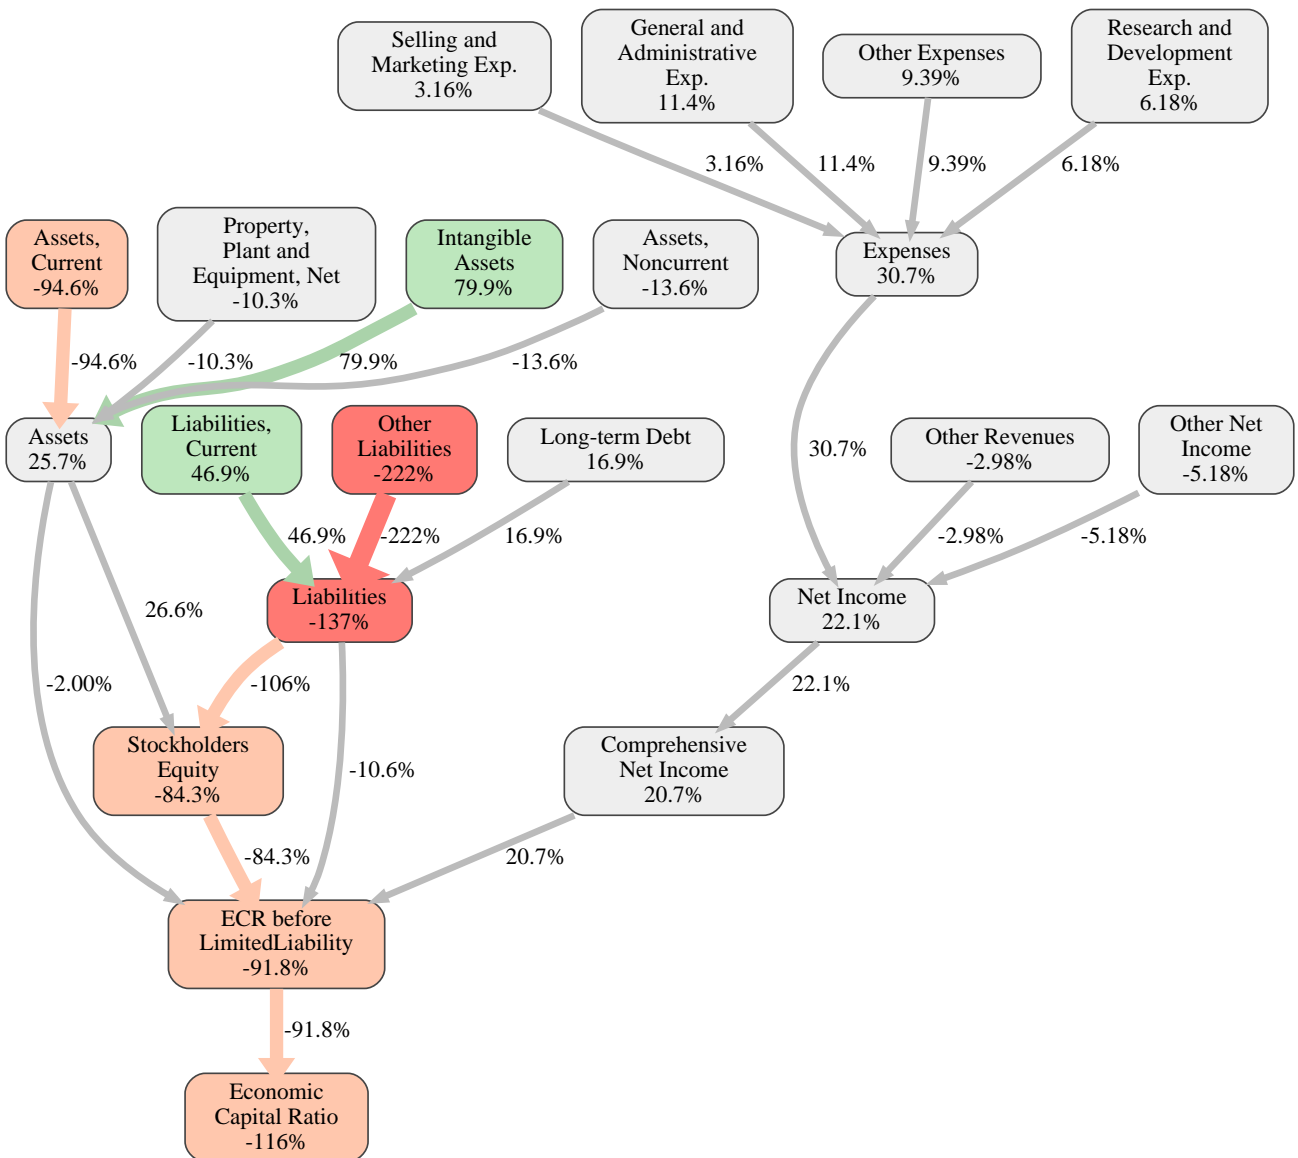 Selling and
Marketing Exp.
3.16%
General and
Administrative
Exp.
11.4%
Other Expenses
9.39%
Research and
Development
Exp.
6.18%
3.16%
11.4%
9.39%
6.18%
Assets,
Current
-94.6%
Property,
Plant and
Equipment, Net
-10.3%
Intangible
Assets
79.9%
Assets,
Noncurrent
-13.6%
Expenses
30.7%
-94.6%
-10.3%
79.9%
-13.6%
Assets
25.7%
Liabilities,
Current
46.9%
Other
Liabilities
-222%
Long-term Debt
16.9%
30.7%
Other Revenues
-2.98%
Other Net
Income
-5.18%
46.9%
-222%
16.9%
-2.98%
-5.18%
26.6%
Liabilities
-137%
Net Income
22.1%
-2.00%
-106%
22.1%
Stockholders
Equity
-84.3%
-10.6%
Comprehensive
Net Income
20.7%
-84.3%
20.7%
ECR before
LimitedLiability
-91.8%
-91.8%
Economic
Capital Ratio
-116%